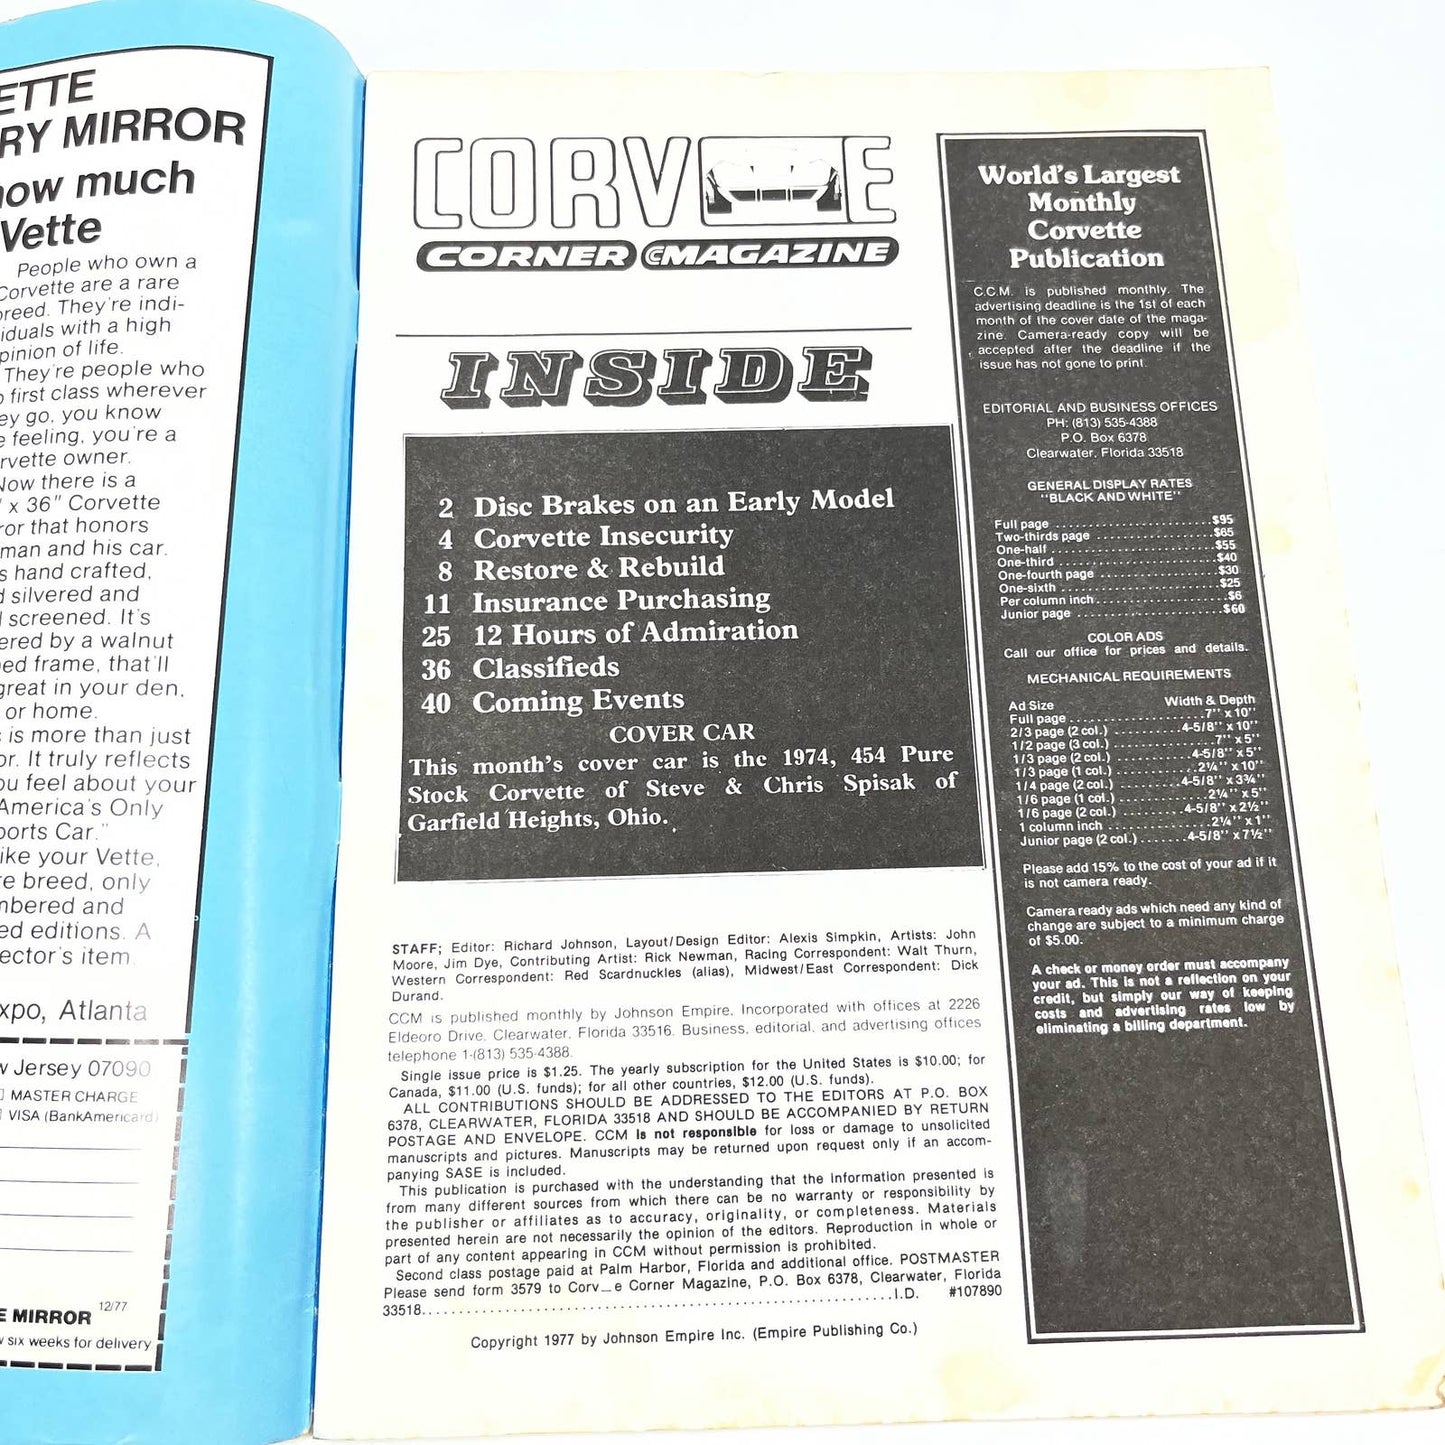 ETTE
RY MIRROR
how much
Vette
People who own a
Corvette are a rare
breed. They're indi-
iduals with a high
pinion of life.
They're people who
o first class wherever
ey go, you know
e feeling, you're a
rvette owner.
Now there is a
" x 36" Corvette
ror that honors
man and his car.
s hand crafted,
d silvered and
l screened. It's
ered by a walnut
ed frame, that'll
great in your den,
or home.
is more than just
or. It truly reflects
ou feel about your
America's Only
ports Car."
ike your Vette,
re breed, only
mbered and
ed editions. A
ector's item.
xpo, Atlanta
w Jersey 07090
MASTER CHARGE
VISA (BankAmericard)
E MIRROR 12/77
w six weeks for delivery.
CORV E
CORNER CCMAGAZINE
INSIDE
2 Disc Brakes on an Early Model
4 Corvette Insecurity
8 Restore & Rebuild
11 Insurance Purchasing
25 12 Hours of Admiration
36 Classifieds
40 Coming Events
COVER CAR
This month's cover car is the 1974, 454 Pure
Stock Corvette of Steve & Chris Spisak of
Garfield Heights, Ohio.
STAFF; Editor: Richard Johnson, Layout/Design Editor: Alexis Simpkin, Artists: John
Moore, Jim Dye, Contributing Artist: Rick Newman, Racing Correspondent: Walt Thurn,
Western Correspondent: Red Scardnuckles (alias), Midwest/East Correspondent: Dick
Durand.
CCM is published monthly by Johnson Empire. Incorporated with offices at 2226
Eldeoro Drive, Clearwater, Florida 33516. Business, editorial, and advertising offices
telephone 1-(813) 535-4388.
Single issue price is $1.25. The yearly subscription for the United States is $10.00; for
Canada, $11.00 (U.S. funds); for all other countries, $12.00 (U.S. funds).
ALL CONTRIBUTIONS SHOULD BE ADDRESSED TO THE EDITORS AT P.O. BOX
6378, CLEARWATER, FLORIDA 33518 AND SHOULD BE ACCOMPANIED BY RETURN
POSTAGE AND ENVELOPE. CCM is not responsible for loss or damage to unsolicited
manuscripts and pictures. Manuscripts may be returned upon request only if an accom-
panying SASE is included.
This publication is purchased with the understanding that the Information presented is
from many different sources from which there can be no warranty or responsibility by
the publisher or affiliates as to accuracy, originality, or completeness. Materials
presented herein are not necessarily the opinion of the editors. Reproduction in whole or
part of any content appearing in CCM without permission is prohibited.
Second class postage paid at Palm Harbor, Florida and additional office. POSTMASTER
Please send form 3579 to Corv_e Corner Magazine, P.O. Box 6378, Clearwater, Florida
33518. I.D. #107890
Copyright 1977 by Johnson Empire Inc. (Empire Publishing Co.)
World's Largest
Monthly
Corvette
Publication
C.C.M. is published monthly. The
advertising deadline is the 1st of each
month of the cover date of the maga-
zine. Camera-ready copy will be
accepted after the deadline if the
issue has not gone to print.
EDITORIAL AND BUSINESS OFFICES
PH: (813) 535-4388
P.O. Box 6378
Clearwater, Florida 33518
GENERAL DISPLAY RATES
"BLACK AND WHITE"
Full page $95
Two-thirds page $65
One-half $55
One-third $40
One-fourth page $30
One-sixth $25
Per column inch $6
Junior page $60
COLOR ADS
Call our office for prices and details.
MECHANICAL REQUIREMENTS
Ad Size Width & Depth
Full page 7'' x 10''
2/3 page (2 col.) 4-5/8'' x 10''
1/2 page (3 col.) 7'' x 5''
1/3 page (2 col.) 4-5/8'' x 5''
1/3 page (1 col.) 2¼'' x 10''
1/4 page (2 col.) 4-5/8'' x 3¾''
1/6 page (1 col.) 2¼'' x 5''
1/6 page (2 col.) 4-5/8'' x 2½''
1 column inch 2¼'' x 1''
Junior page (2 col.) 4-5/8'' x 7½''
Please add 15% to the cost of your ad if it
is not camera ready.
Camera ready ads which need any kind of
change are subject to a minimum charge
of $5.00.
A check or money order must accompany
your ad. This is not a reflection on your
credit, but simply our way of keeping
costs and advertising rates low by
eliminating a billing department.